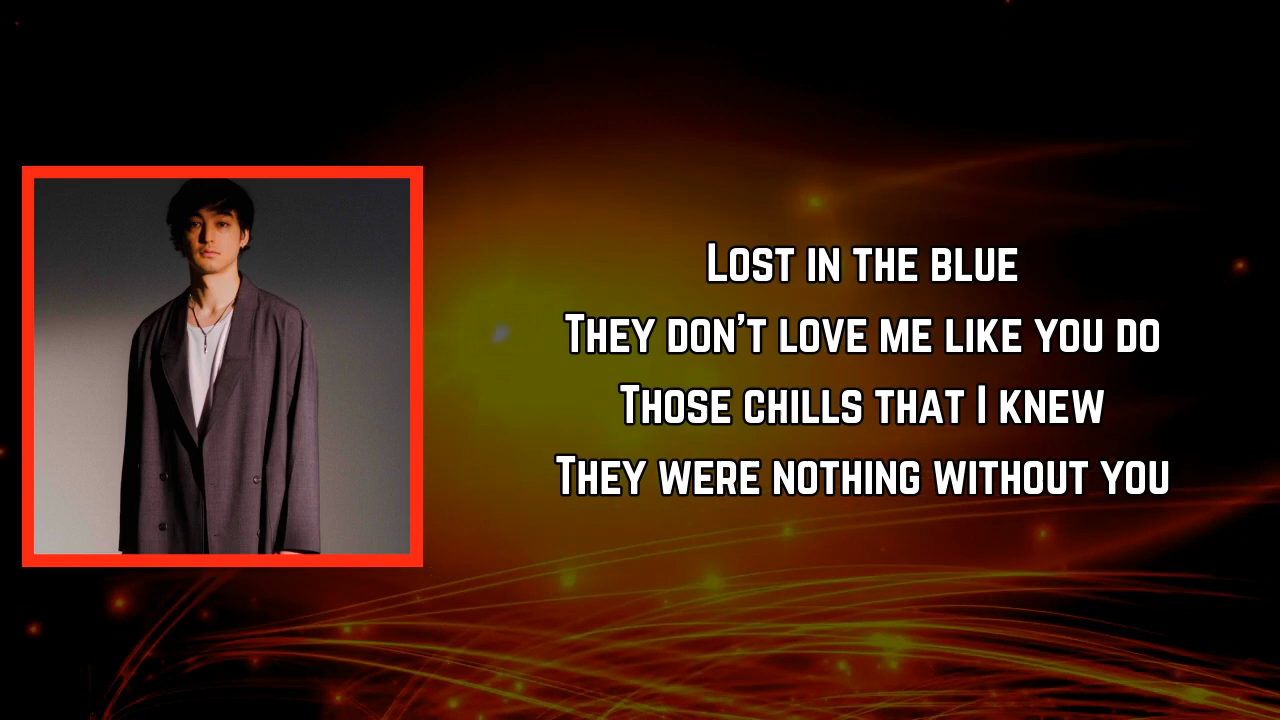 Lost in the blue
They don't love me like you do
Those chills that I knew
They were nothing without you